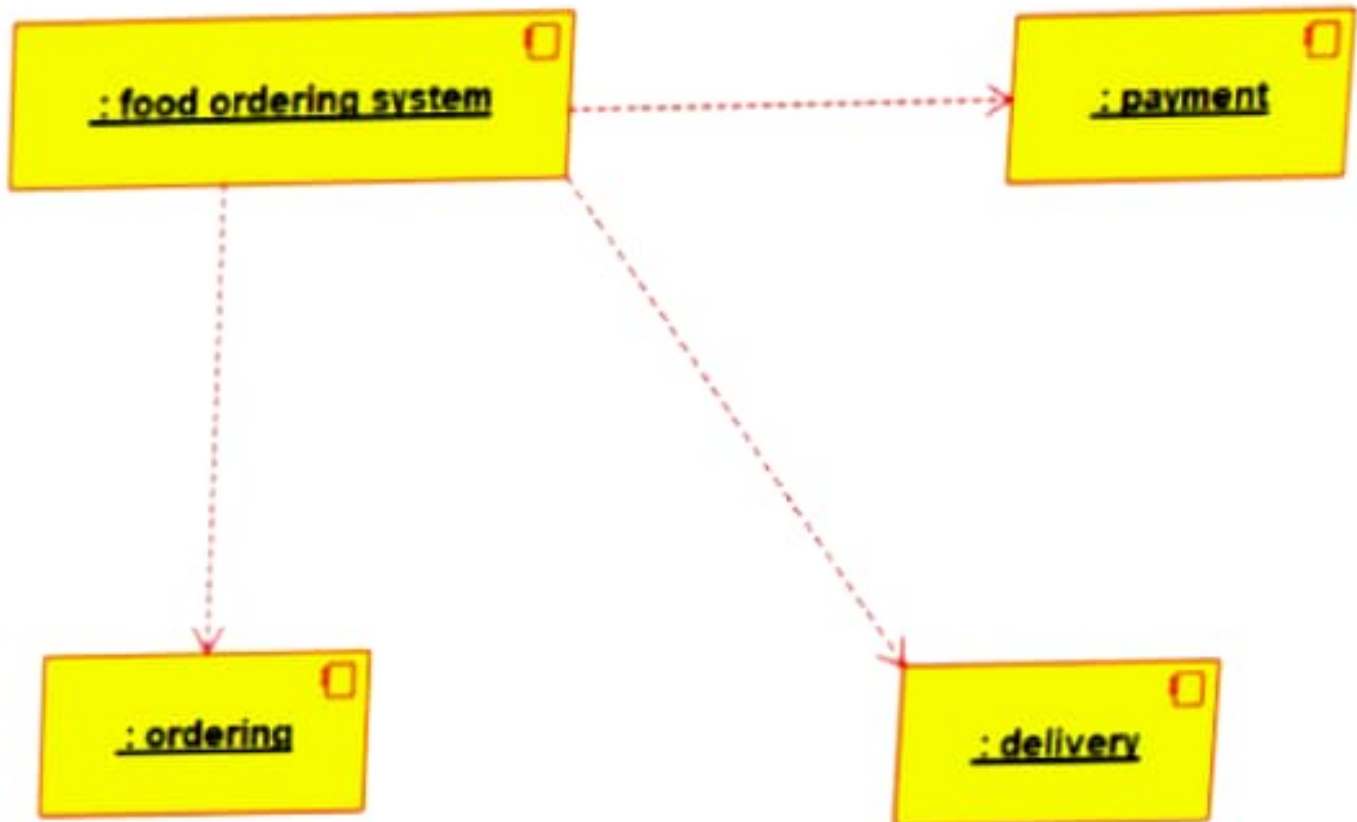 : food ordering system
: payment
: ordering
: delivery